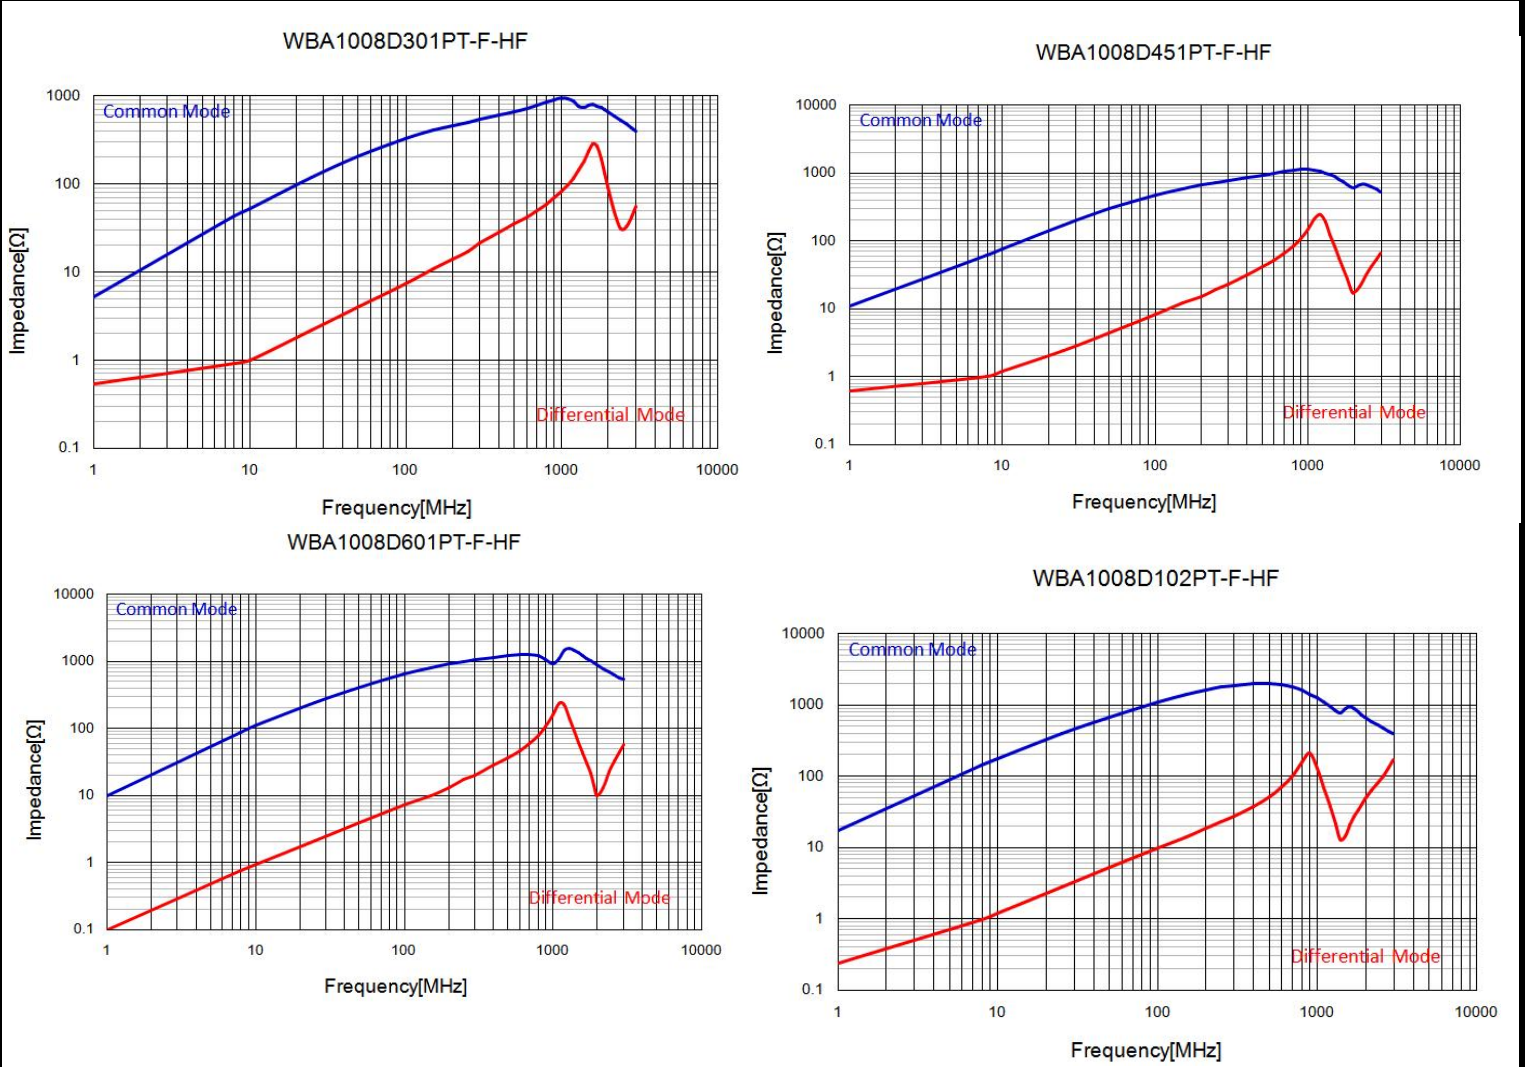 WBA1008D301PT-F-HF
1000
100
10
1
0.1
Common Mode
Differential Mode
Impedance[Ω]
1 10 100 1000 10000
Frequency[MHz]
WBA1008D451PT-F-HF
10000
1000
100
10
1
0.1
Common Mode
Differential Mode
Impedance[Ω]
1 10 100 1000 10000
Frequency[MHz]
WBA1008D601PT-F-HF
10000
1000
100
10
1
0.1
Common Mode
Differential Mode
Impedance[Ω]
1 10 100 1000 10000
Frequency[MHz]
WBA1008D102PT-F-HF
10000
1000
100
10
1
0.1
Common Mode
Differential Mode
Impedance[Ω]
1 10 100 1000 10000
Frequency[MHz]